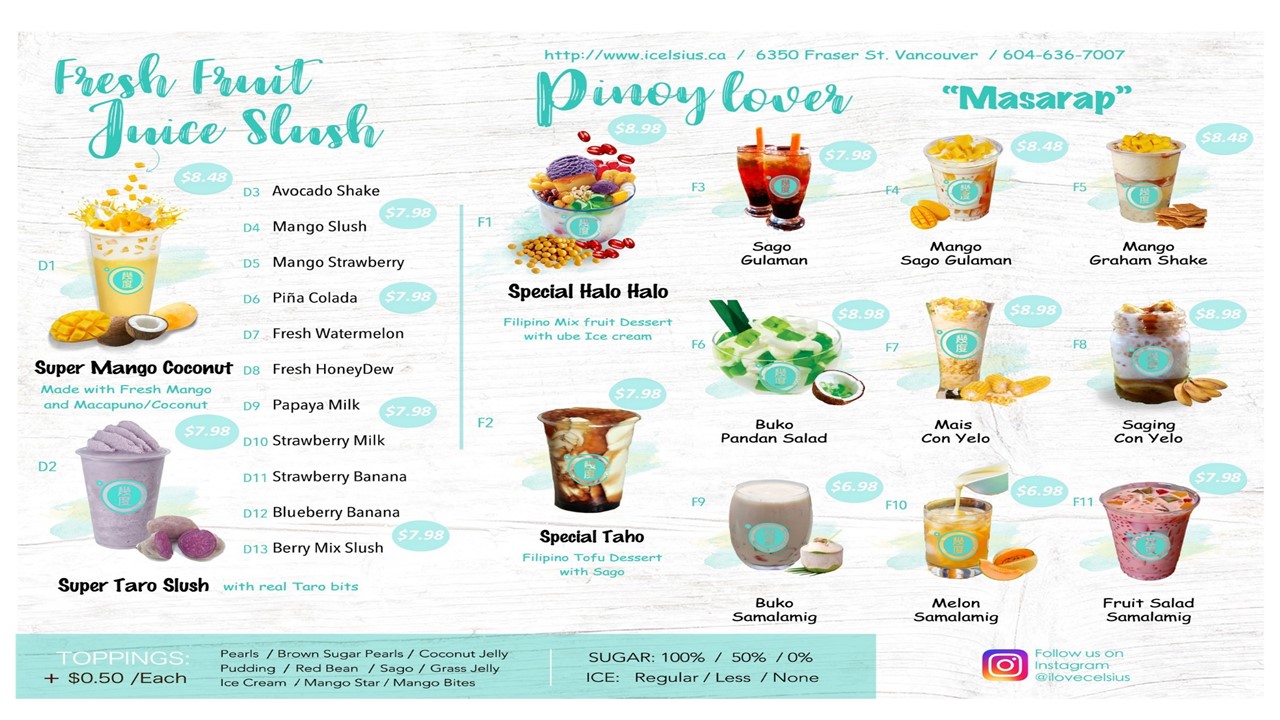 http://www.icelsius.ca / 6350 Fraser St. Vancouver / 604-636-7007
Fresh Fruit
Juice Slush
$8.48
D1
Super Mango Coconut
Made with Fresh Mango
and Macapuno/Coconut
$7.98
D2
Super Taro Slush with real Taro bits
D3 Avocado Shake
$7.98
D4 Mango Slush
D5 Mango Strawberry
D6 Piña Colada $7.98
D7 Fresh Watermelon
D8 Fresh HoneyDew
D9 Papaya Milk
$7.98
D10 Strawberry Milk
D11 Strawberry Banana
D12 Blueberry Banana
D13 Berry Mix Slush $7.98
Pinoy lover
"Masarap"
$8.98
F1
Special Halo Halo
Filipino Mix fruit Dessert
with ube Ice cream
$7.98
F2
Special Taho
Filipino Tofu Dessert
with Sago
$7.98
F3
Sago
Gulaman
$8.48
F4
Mango
Sago Gulaman
$8.48
F5
Mango
Graham Shake
$8.98
F6
Buko
Pandan Salad
$8.98
F7
Mais
Con Yelo
$8.98
F8
Saging
Con Yelo
$6.98
F9
Buko
Samalamig
$6.98
F10
Melon
Samalamig
$7.98
F11
Fruit Salad
Samalamig
TOPPINGS:
+ $0.50 /Each
Pearls / Brown Sugar Pearls / Coconut Jelly
Pudding / Red Bean / Sago / Grass Jelly
Ice Cream / Mango Star / Mango Bites
SUGAR: 100% / 50% / 0%
ICE: Regular / Less / None
Follow us on
Instagram
@ilovecelsius